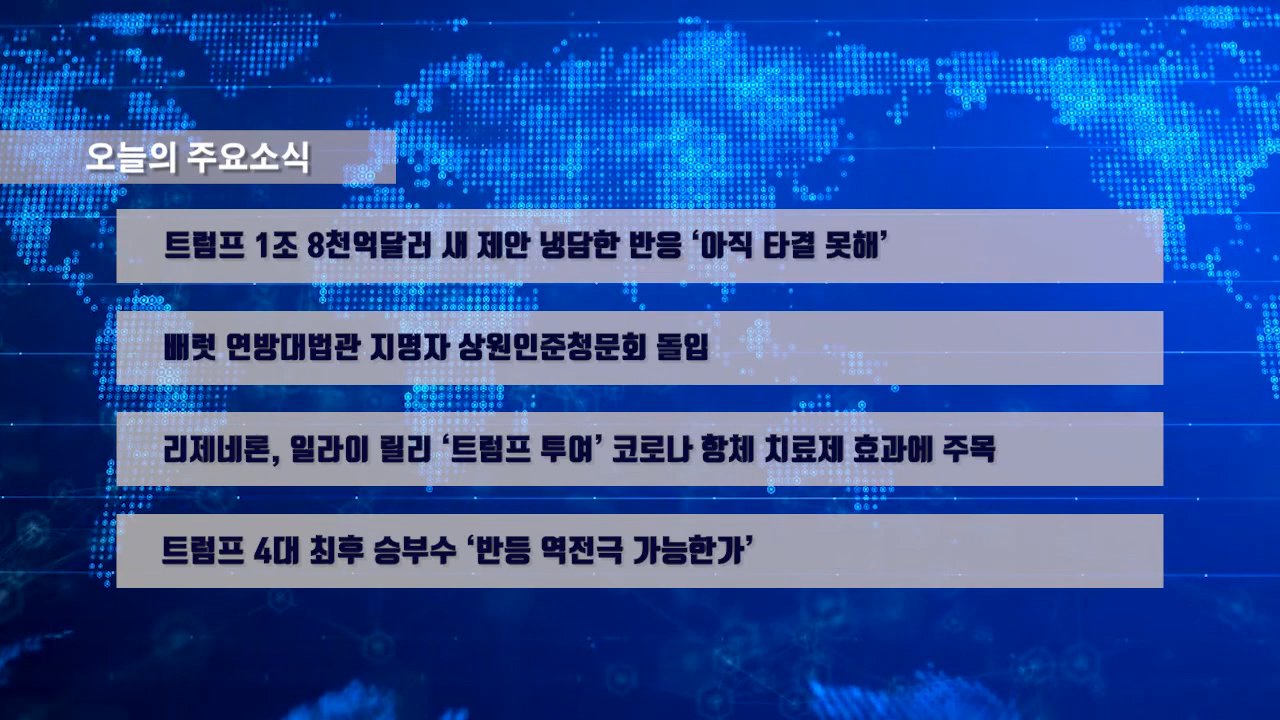 오늘의 주요소식
트럼프 1조 8천억달러 새 제안 냉담한 반응 ‘아직 타결 못해’
배럿 연방대법관 지명자 상원인준청문회 돌입
리제네론, 일라이 릴리 ‘트럼프 투여’ 코로나 항체 치료제 효과에 주목
트럼프 4대 최후 승부수 ‘반등 역전극 가능한가’